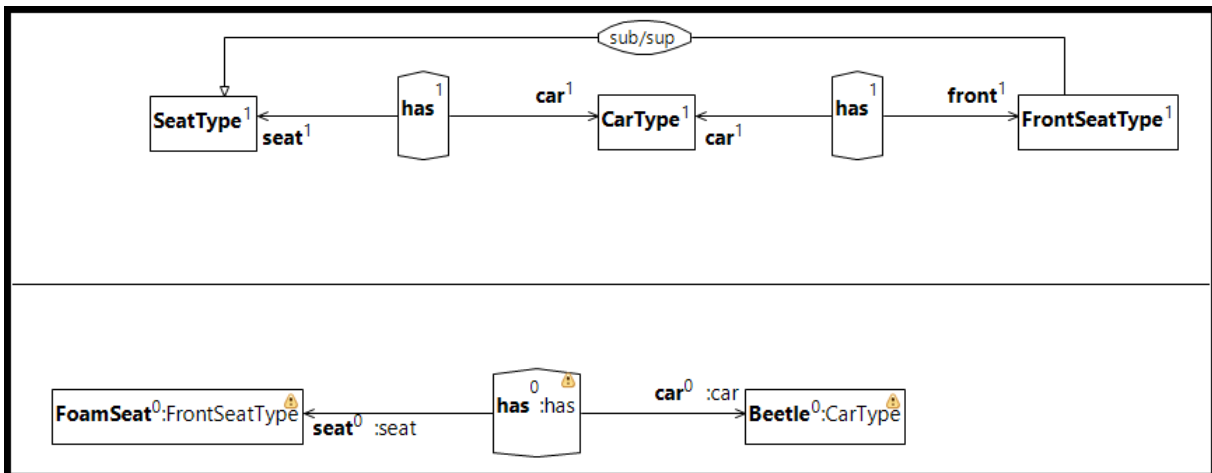 sub/sup
SeatType1
seat1
has1
car1
CarType1
car1
has1
front1
FrontSeatType1
FoamSeat0:FrontSeatType
seat0 :seat
has0 :has
car0 :car
Beetle0:CarType